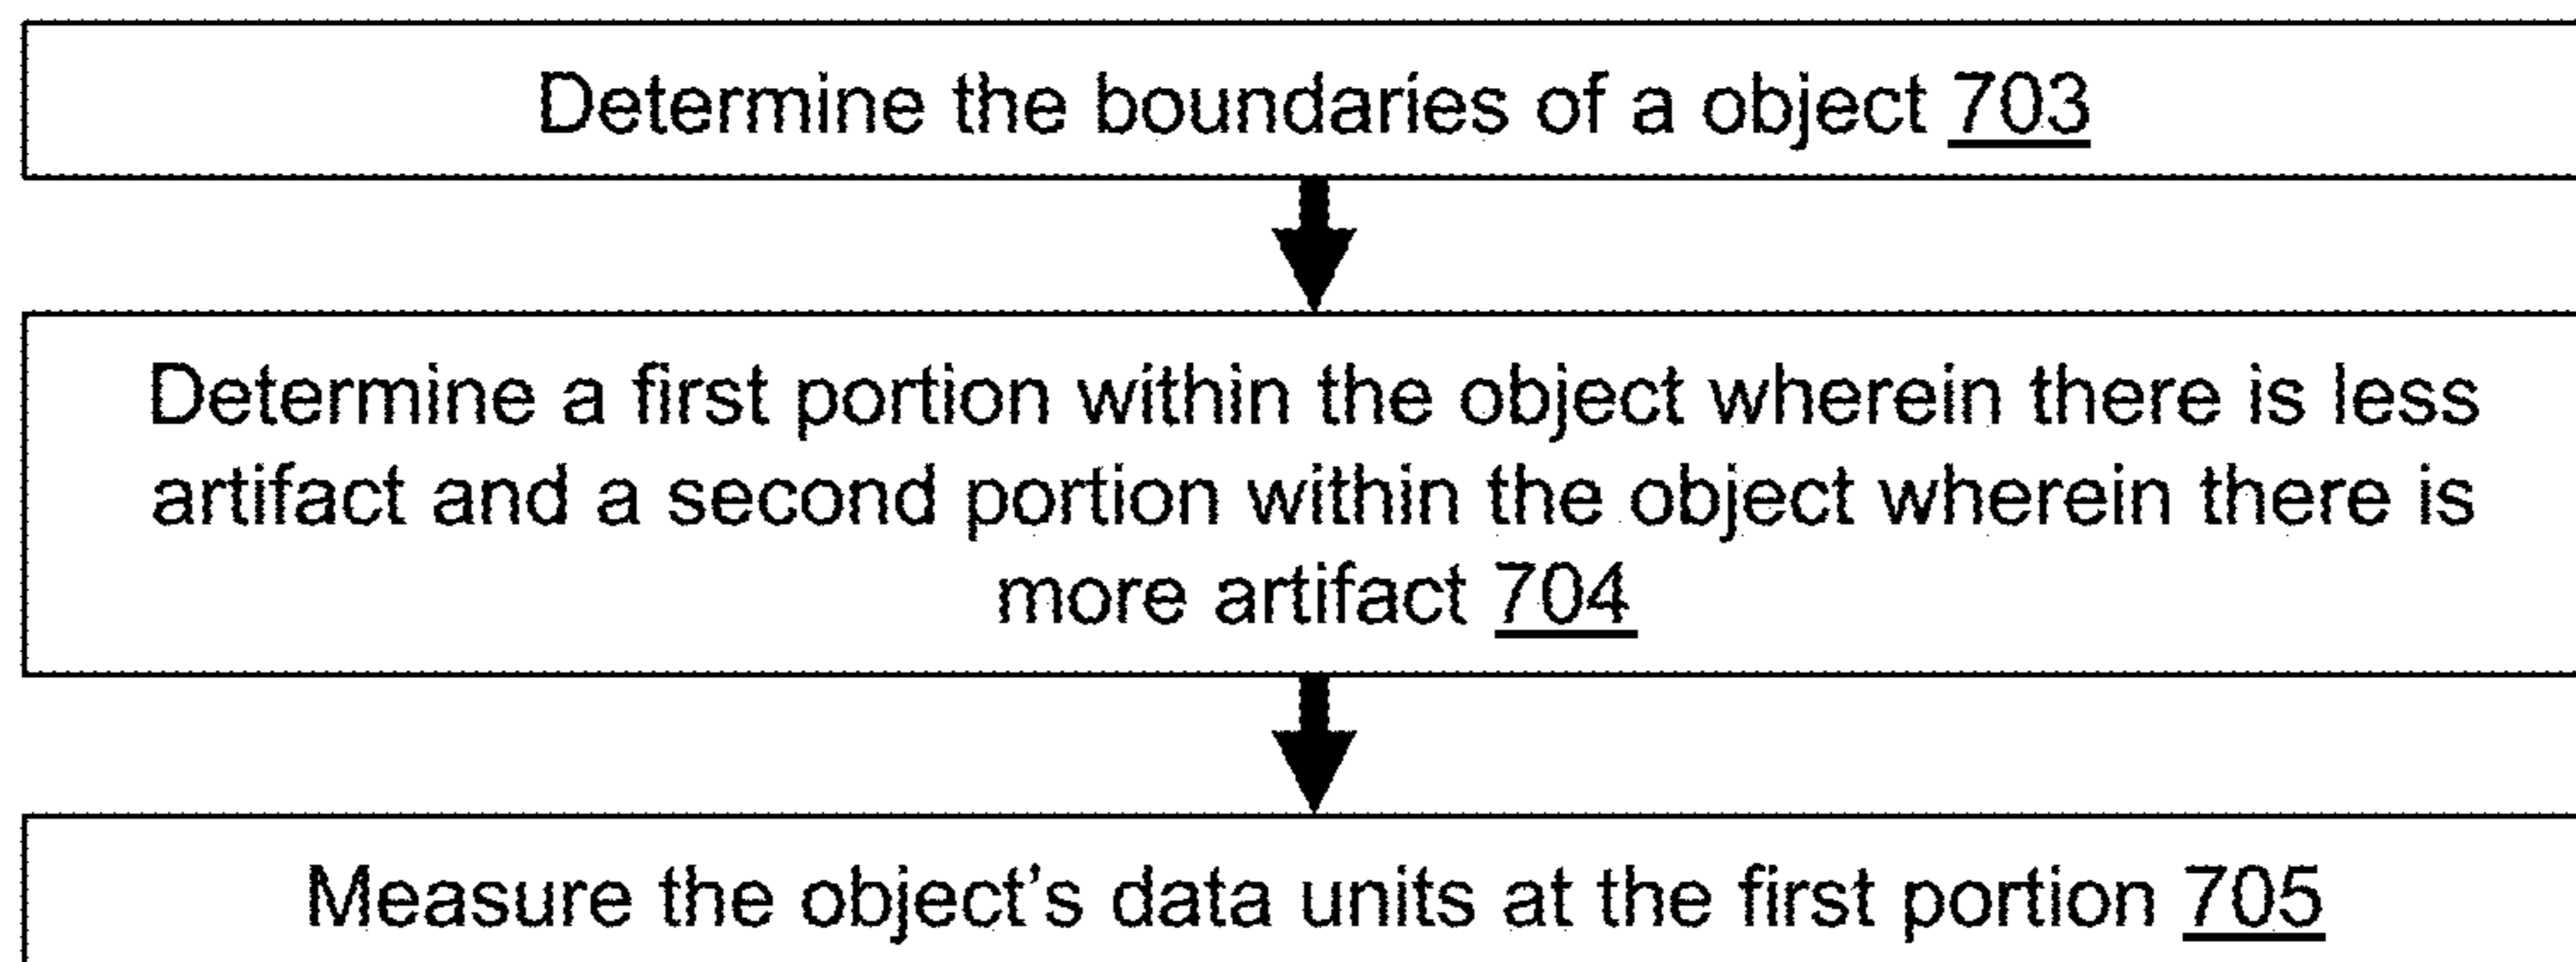 Determine the boundaries of a object 703
Determine a first portion within the object wherein there is less
artifact and a second portion within the object wherein there is
more artifact 704
Measure the object's data units at the first portion 705